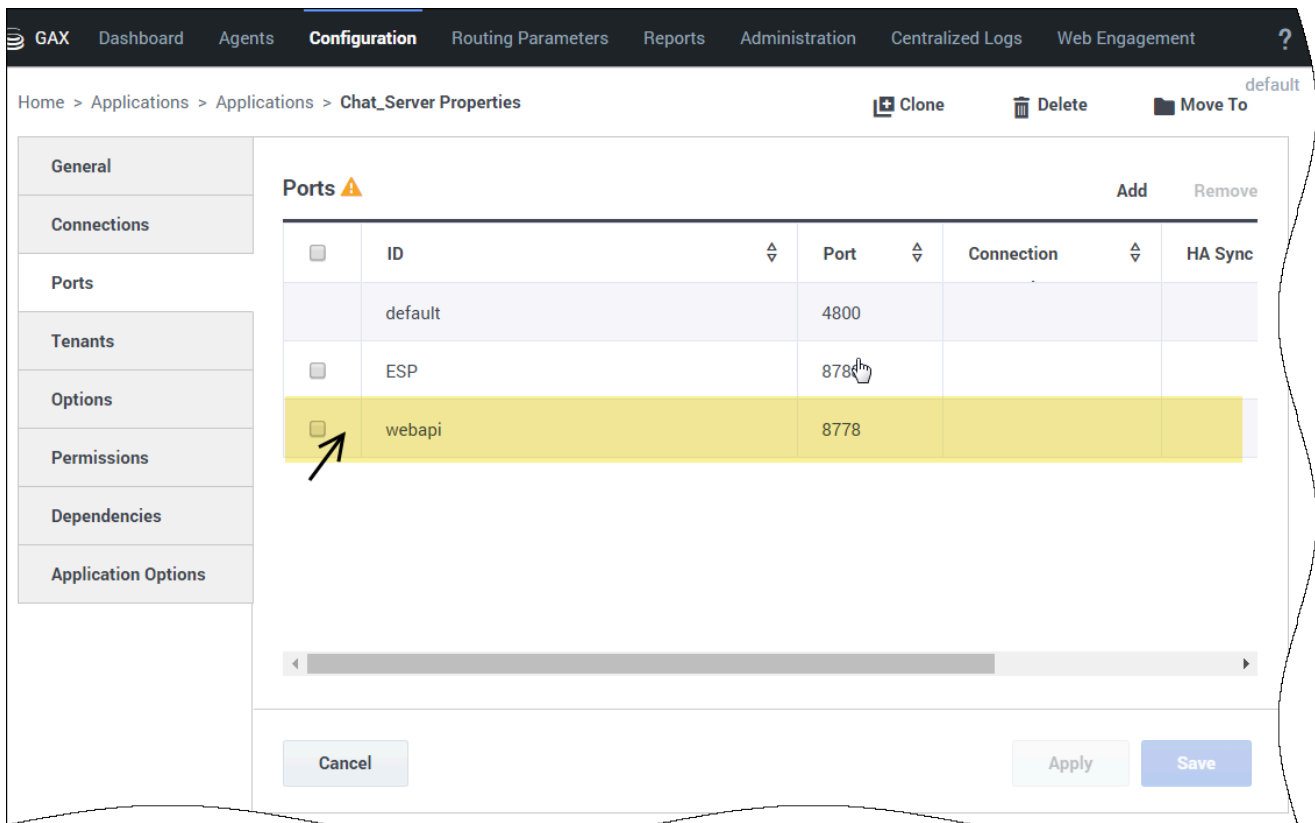 GAX Dashboard Agents Configuration Routing Parameters Reports Administration Centralized Logs Web Engagement ?
default
Home > Applications > Applications > Chat_Server Properties Clone Delete Move To
General
Connections
Ports
Tenants
Options
Permissions
Dependencies
Application Options
Ports Add Remove
ID Port Connection HA Sync
default 4800
ESP
webapi 8778
Cancel Apply Save